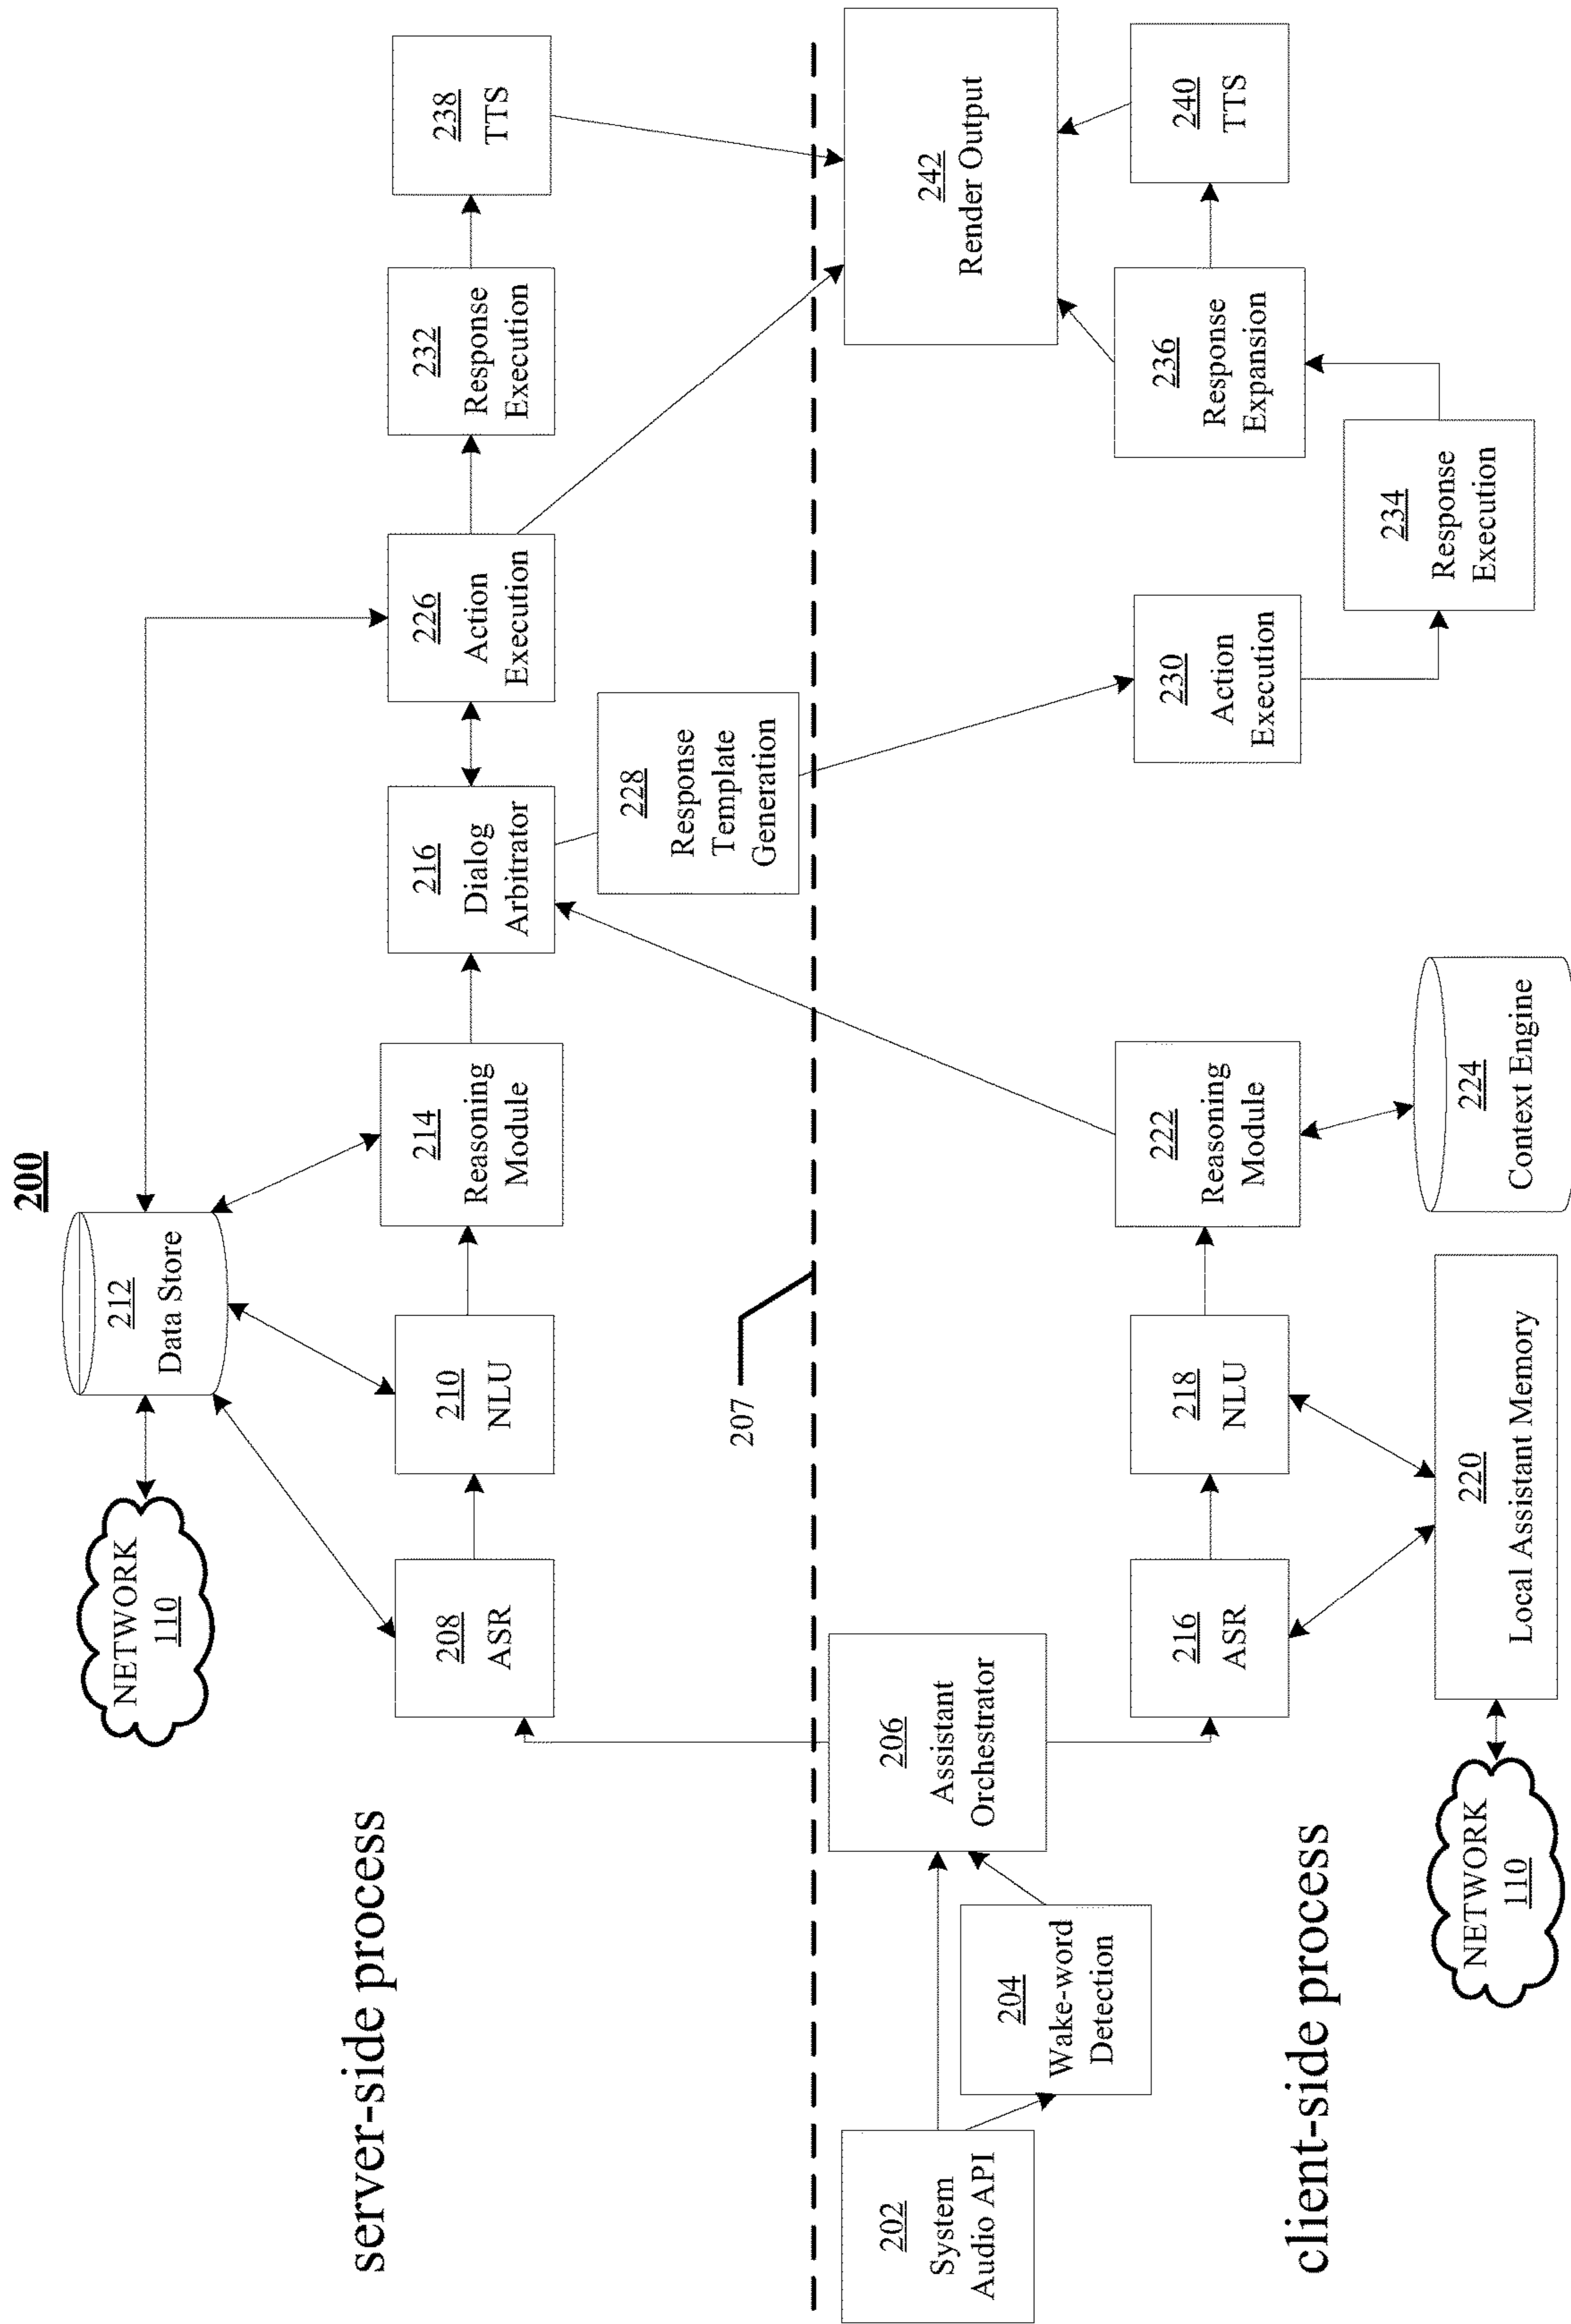 200
server-side process
NETWORK
110
212
Data Store
208
ASR
210
NLU
214
Reasoning
Module
216
Dialog
Arbitrator
226
Action
Execution
232
Response
Execution
238
TTS
228
Response
Template
Generation
207
202
System
Audio API
204
Wake-word
Detection
206
Assistant
Orchestrator
242
Render Output
216
ASR
218
NLU
222
Reasoning
Module
230
Action
Execution
236
Response
Expansion
240
TTS
client-side process
NETWORK
110
220
Local Assistant Memory
224
Context Engine
234
Response
Execution